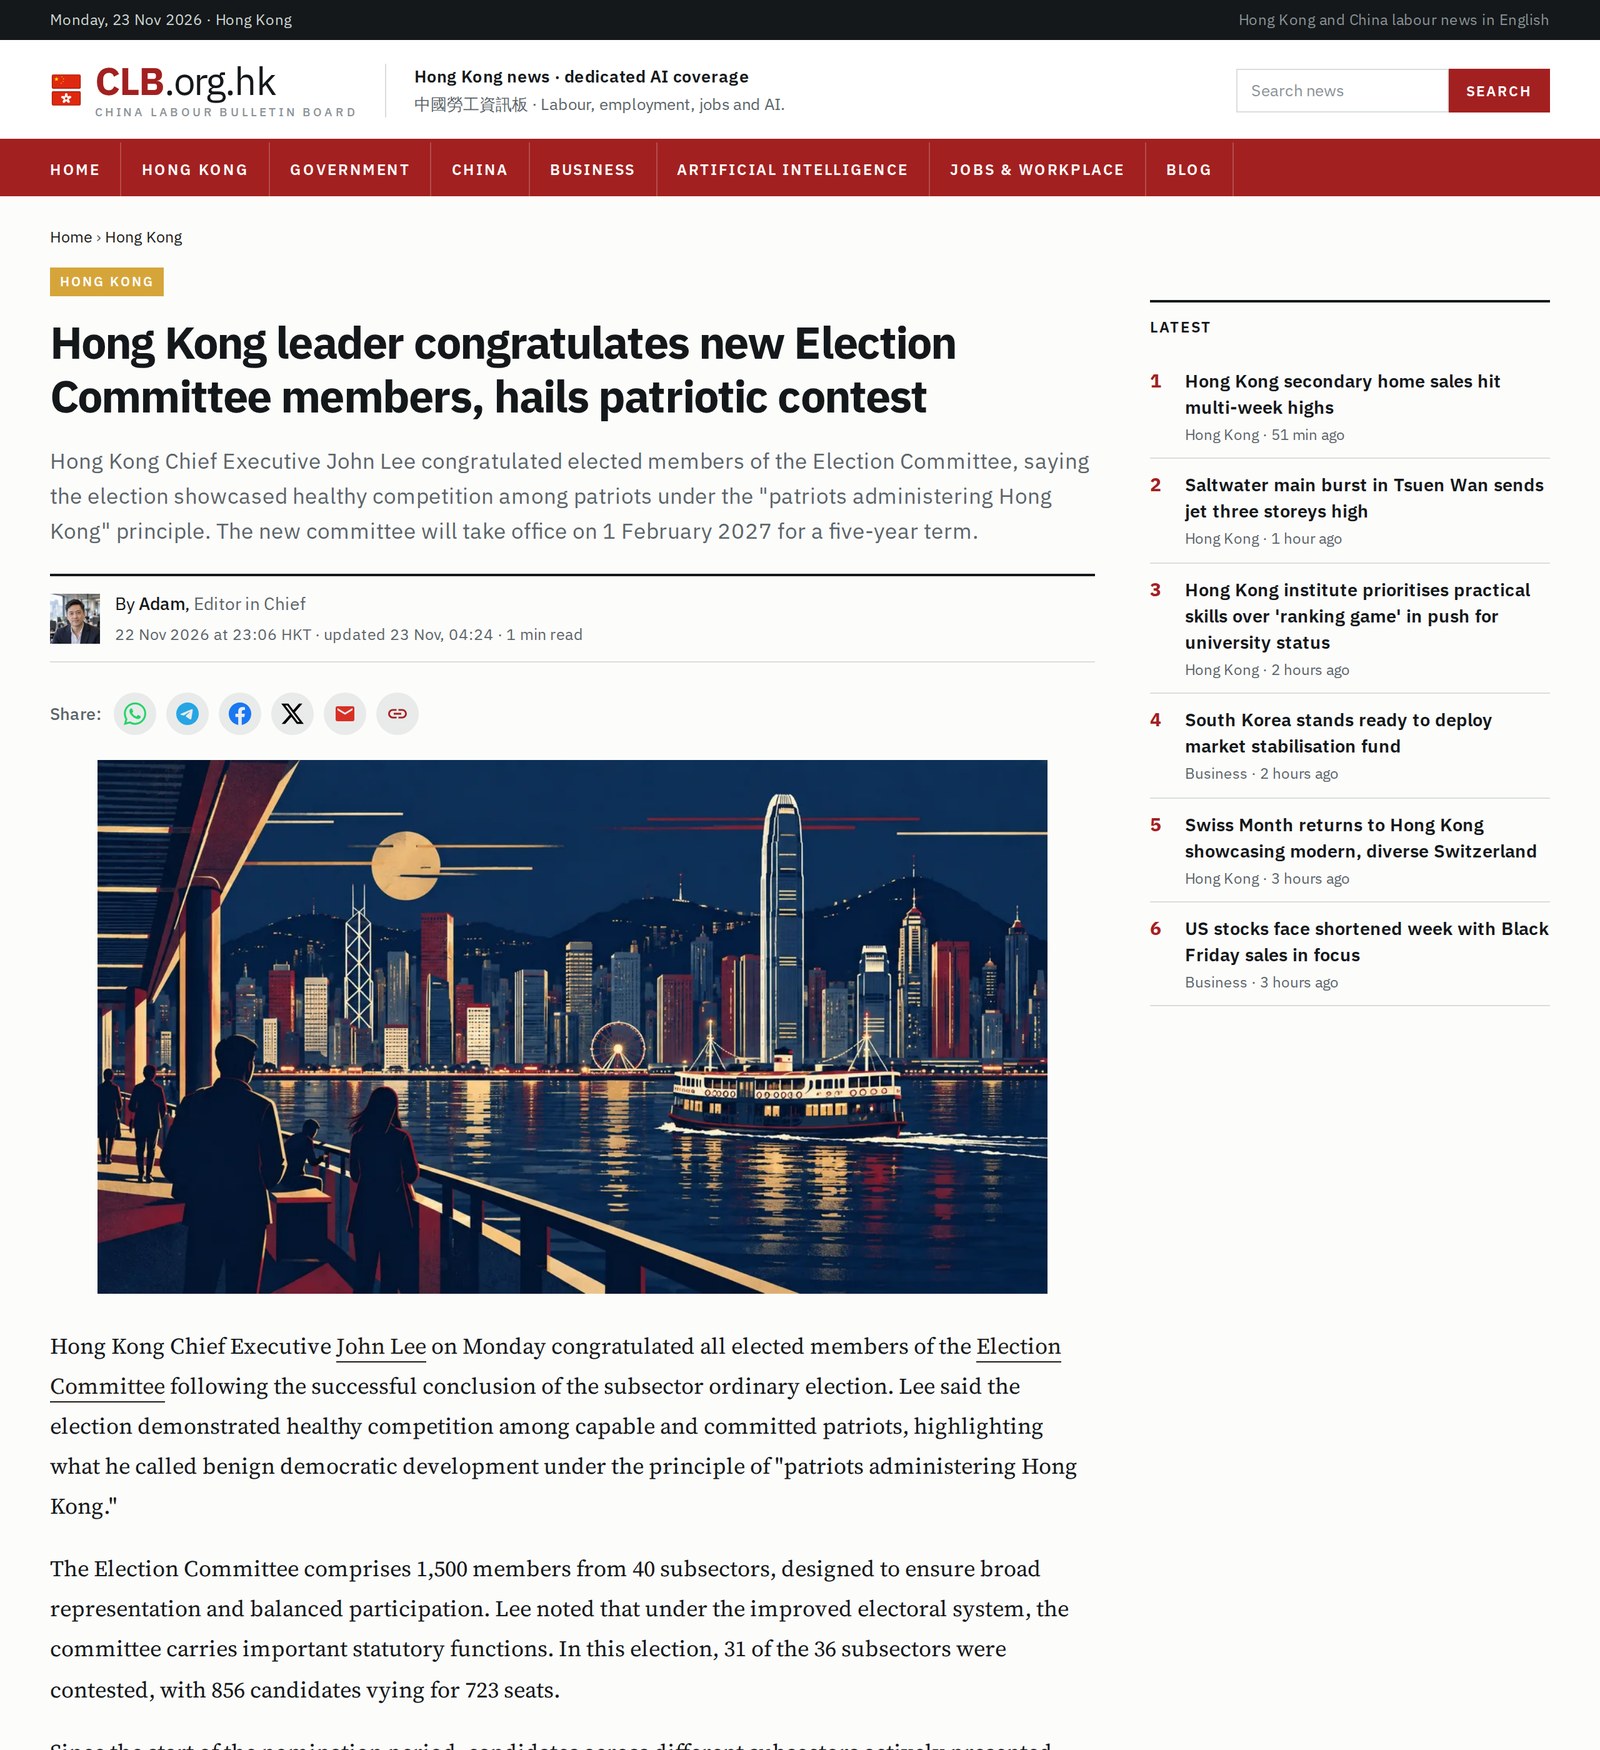 Monday, 23 Nov 2026 · Hong Kong
Hong Kong and China labour news in English
CLB.org.hk
CHINA LABOUR BULLETIN BOARD
Hong Kong news · dedicated AI coverage
中國勞工資訊板 · Labour, employment, jobs and AI.
Search news
SEARCH
HOME
HONG KONG
GOVERNMENT
CHINA
BUSINESS
ARTIFICIAL INTELLIGENCE
JOBS & WORKPLACE
BLOG
Home › Hong Kong
HONG KONG
Hong Kong leader congratulates new Election
Committee members, hails patriotic contest
Hong Kong Chief Executive John Lee congratulated elected members of the Election Committee, saying
the election showcased healthy competition among patriots under the "patriots administering Hong
Kong" principle. The new committee will take office on 1 February 2027 for a five-year term.
By Adam, Editor in Chief
22 Nov 2026 at 23:06 HKT · updated 23 Nov, 04:24 · 1 min read
Share:
Hong Kong Chief Executive John Lee on Monday congratulated all elected members of the Election
Committee following the successful conclusion of the subsector ordinary election. Lee said the
election demonstrated healthy competition among capable and committed patriots, highlighting
what he called benign democratic development under the principle of "patriots administering Hong
Kong."
The Election Committee comprises 1,500 members from 40 subsectors, designed to ensure broad
representation and balanced participation. Lee noted that under the improved electoral system, the
committee carries important statutory functions. In this election, 31 of the 36 subsectors were
contested, with 856 candidates vying for 723 seats.
Since the start of the nomination period, candidates across different subsectors actively presented
LATEST
1
Hong Kong secondary home sales hit
multi-week highs
Hong Kong · 51 min ago
2
Saltwater main burst in Tsuen Wan sends
jet three storeys high
Hong Kong · 1 hour ago
3
Hong Kong institute prioritises practical
skills over 'ranking game' in push for
university status
Hong Kong · 2 hours ago
4
South Korea stands ready to deploy
market stabilisation fund
Business · 2 hours ago
5
Swiss Month returns to Hong Kong
showcasing modern, diverse Switzerland
Hong Kong · 3 hours ago
6
US stocks face shortened week with Black
Friday sales in focus
Business · 3 hours ago